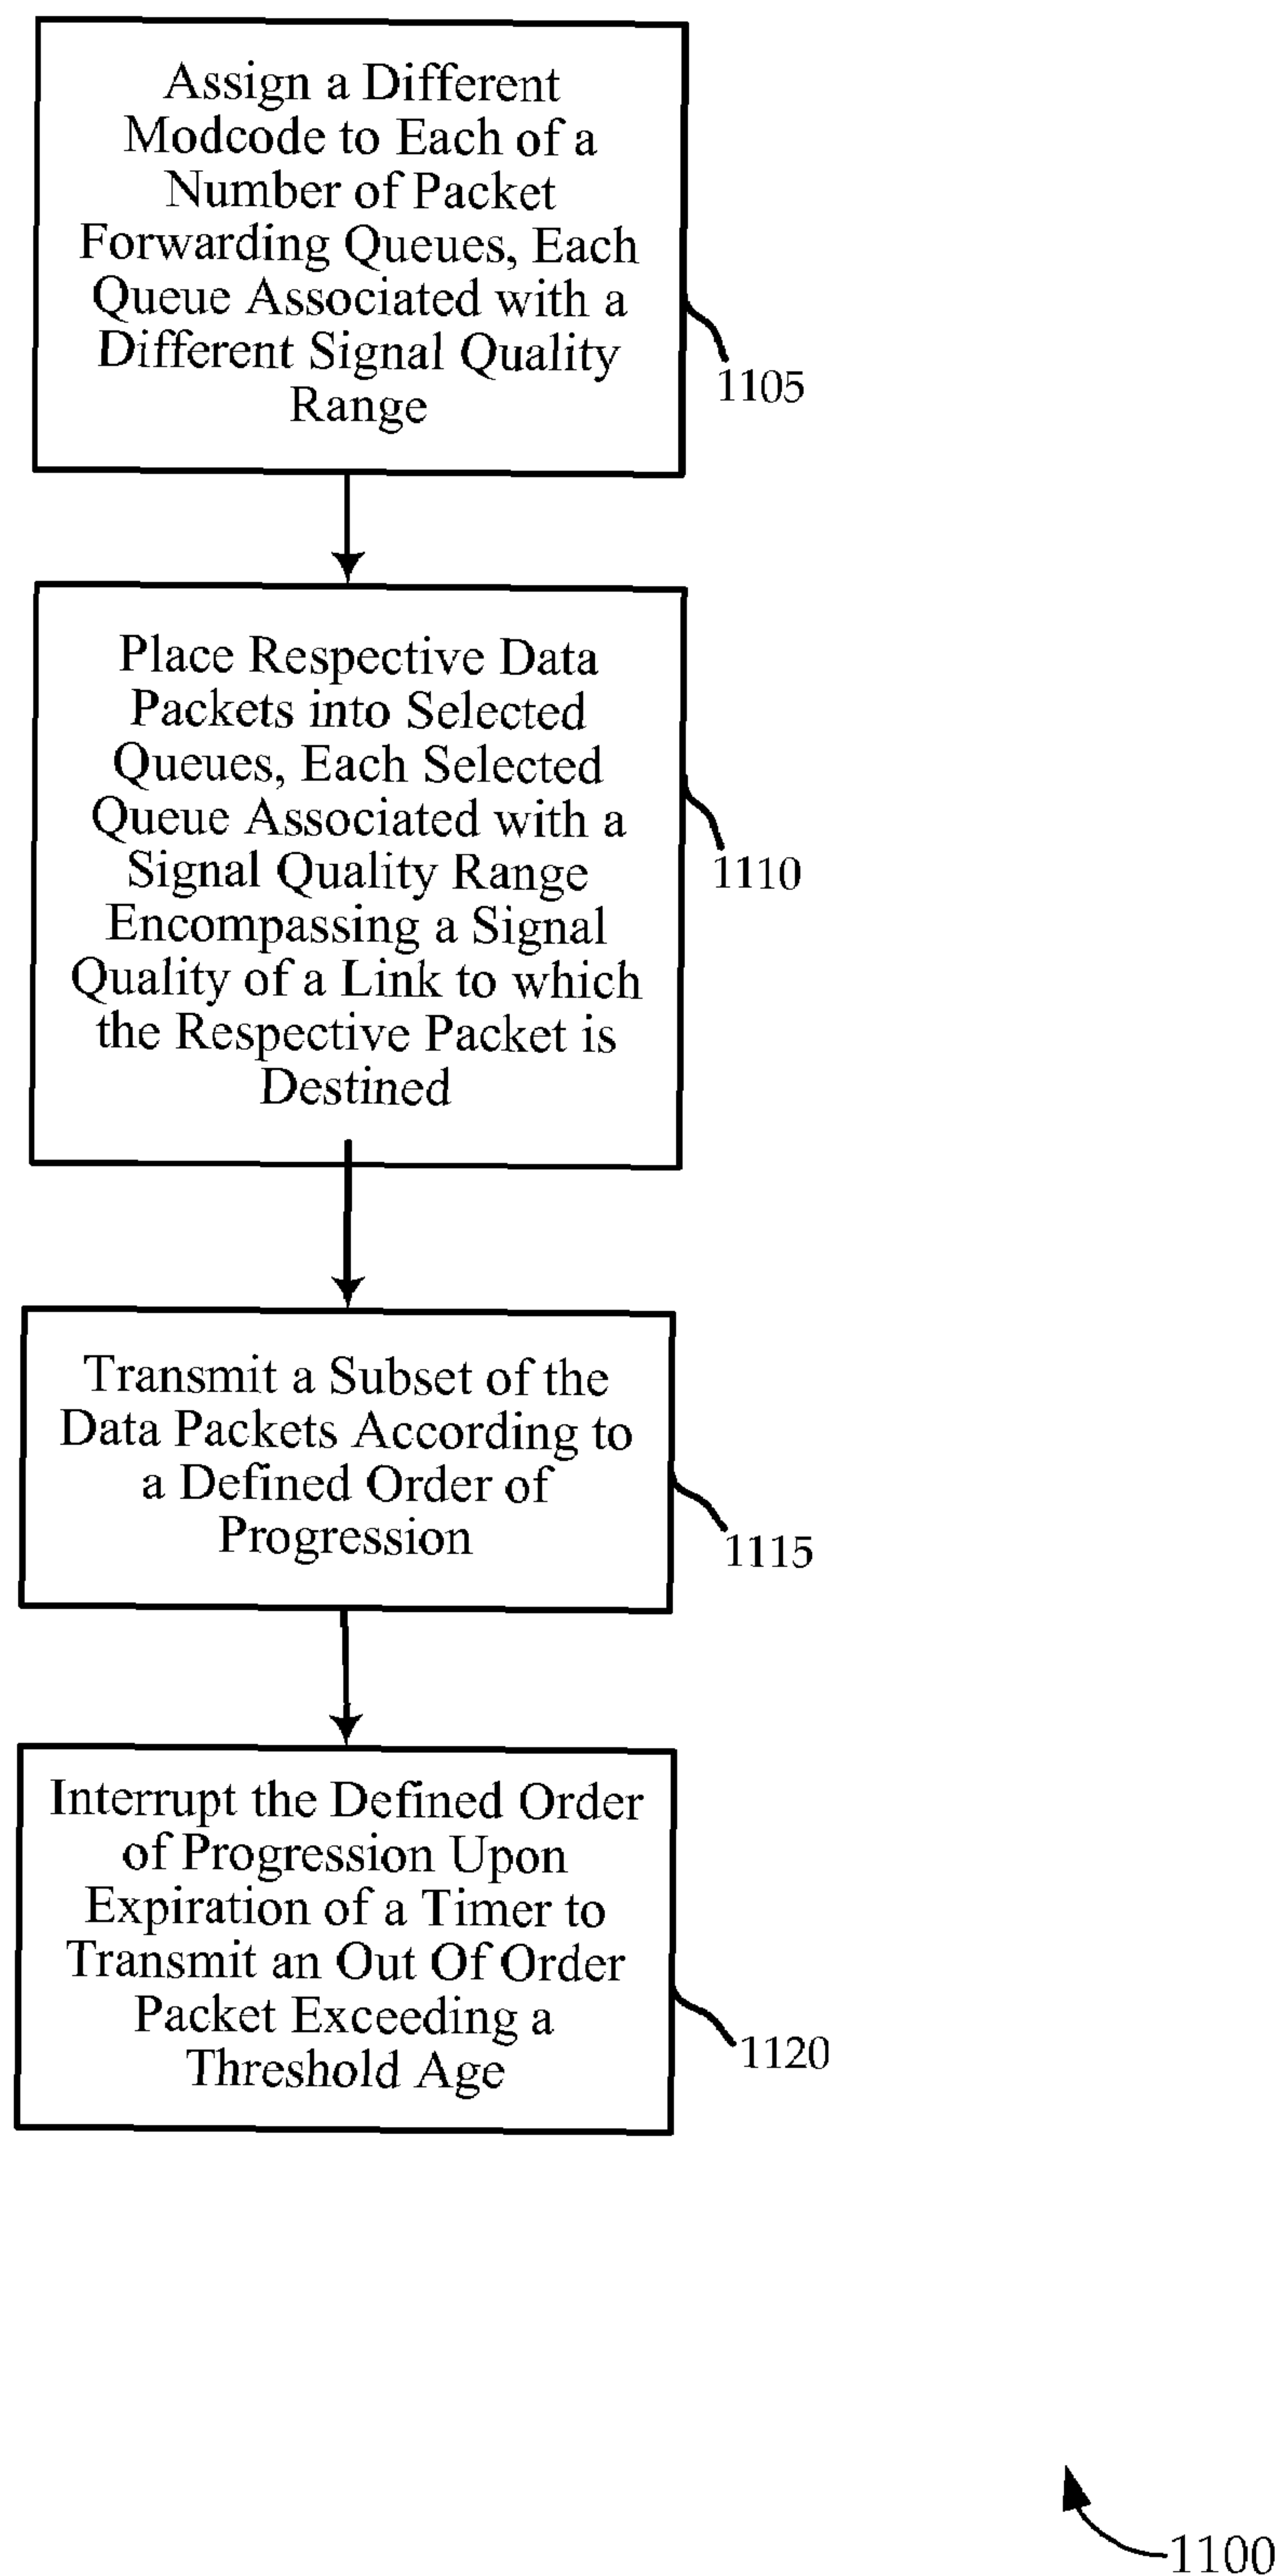 Assign a Different
Modcode to Each of a
Number of Packet
Forwarding Queues, Each
Queue Associated with a
Different Signal Quality
Range
1105
Place Respective Data
Packets into Selected
Queues, Each Selected
Queue Associated with a
Signal Quality Range
Encompassing a Signal
Quality of a Link to which
the Respective Packet is
Destined
1110
Transmit a Subset of the
Data Packets According to
a Defined Order of
Progression
1115
Interrupt the Defined Order
of Progression Upon
Expiration of a Timer to
Transmit an Out Of Order
Packet Exceeding a
Threshold Age
1120
1100